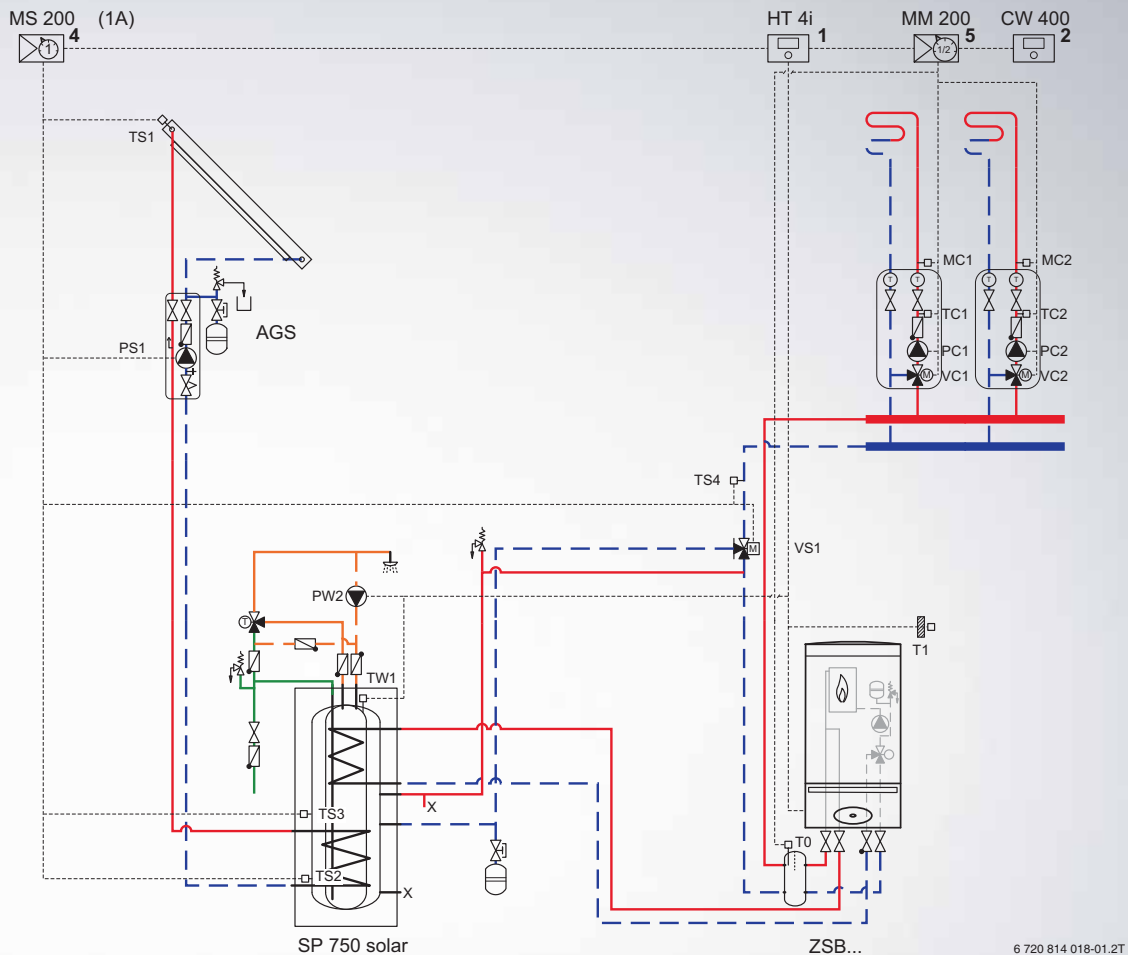 MS 200 (1A)
4
HT 4i
1
MM 200
5
CW 400
2
1
1/2
TS1
MC1
MC2
T
T
T
T
AGS
TC1
TC2
PS1
PC1
PC2
M
VC1
M
VC2
TS4
M
VS1
PW2
T
T1
TW1
X
TS3
T0
TS2
X
SP 750 solar
ZSB...
6 720 814 018-01.2T